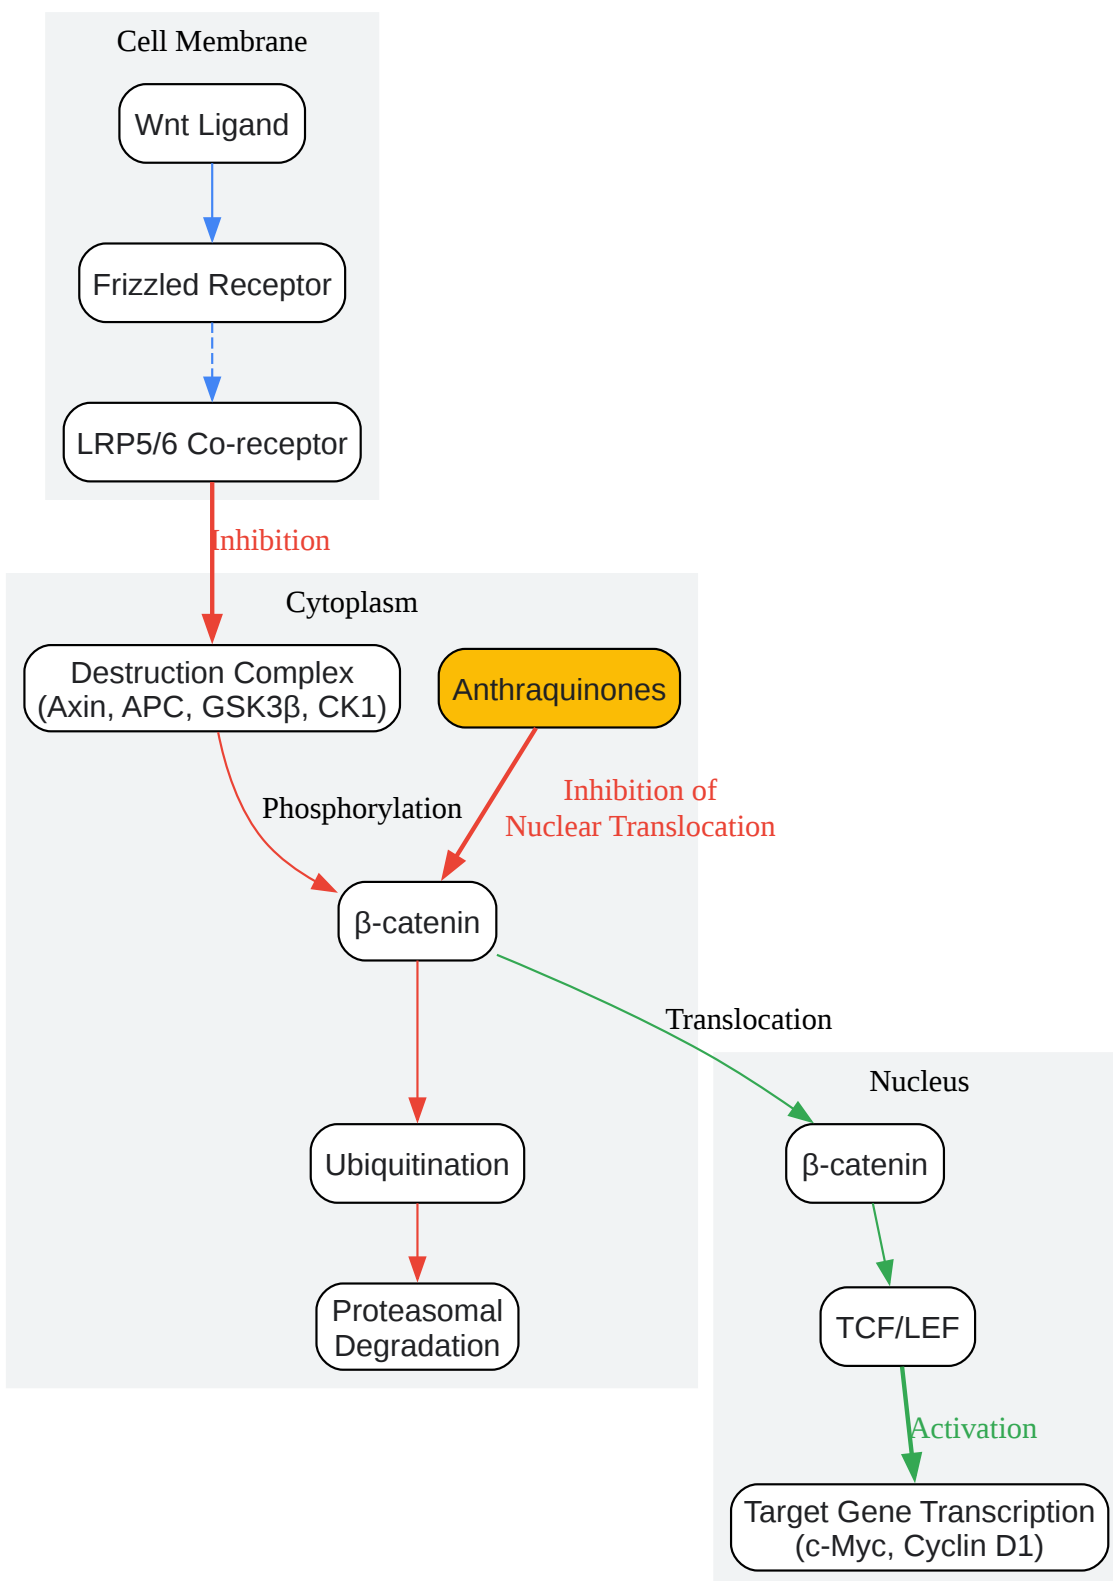 Cell Membrane
Wnt Ligand
Frizzled Receptor
LRP5/6 Co-receptor
Inhibition
Cytoplasm
Destruction Complex
(Axin, APC, GSK3β, CK1)
Anthraquinones
Phosphorylation
Inhibition of
Nuclear Translocation
β-catenin
Translocation
Nucleus
Ubiquitination
β-catenin
Proteasomal
Degradation
TCF/LEF
Activation
Target Gene Transcription
(c-Myc, Cyclin D1)